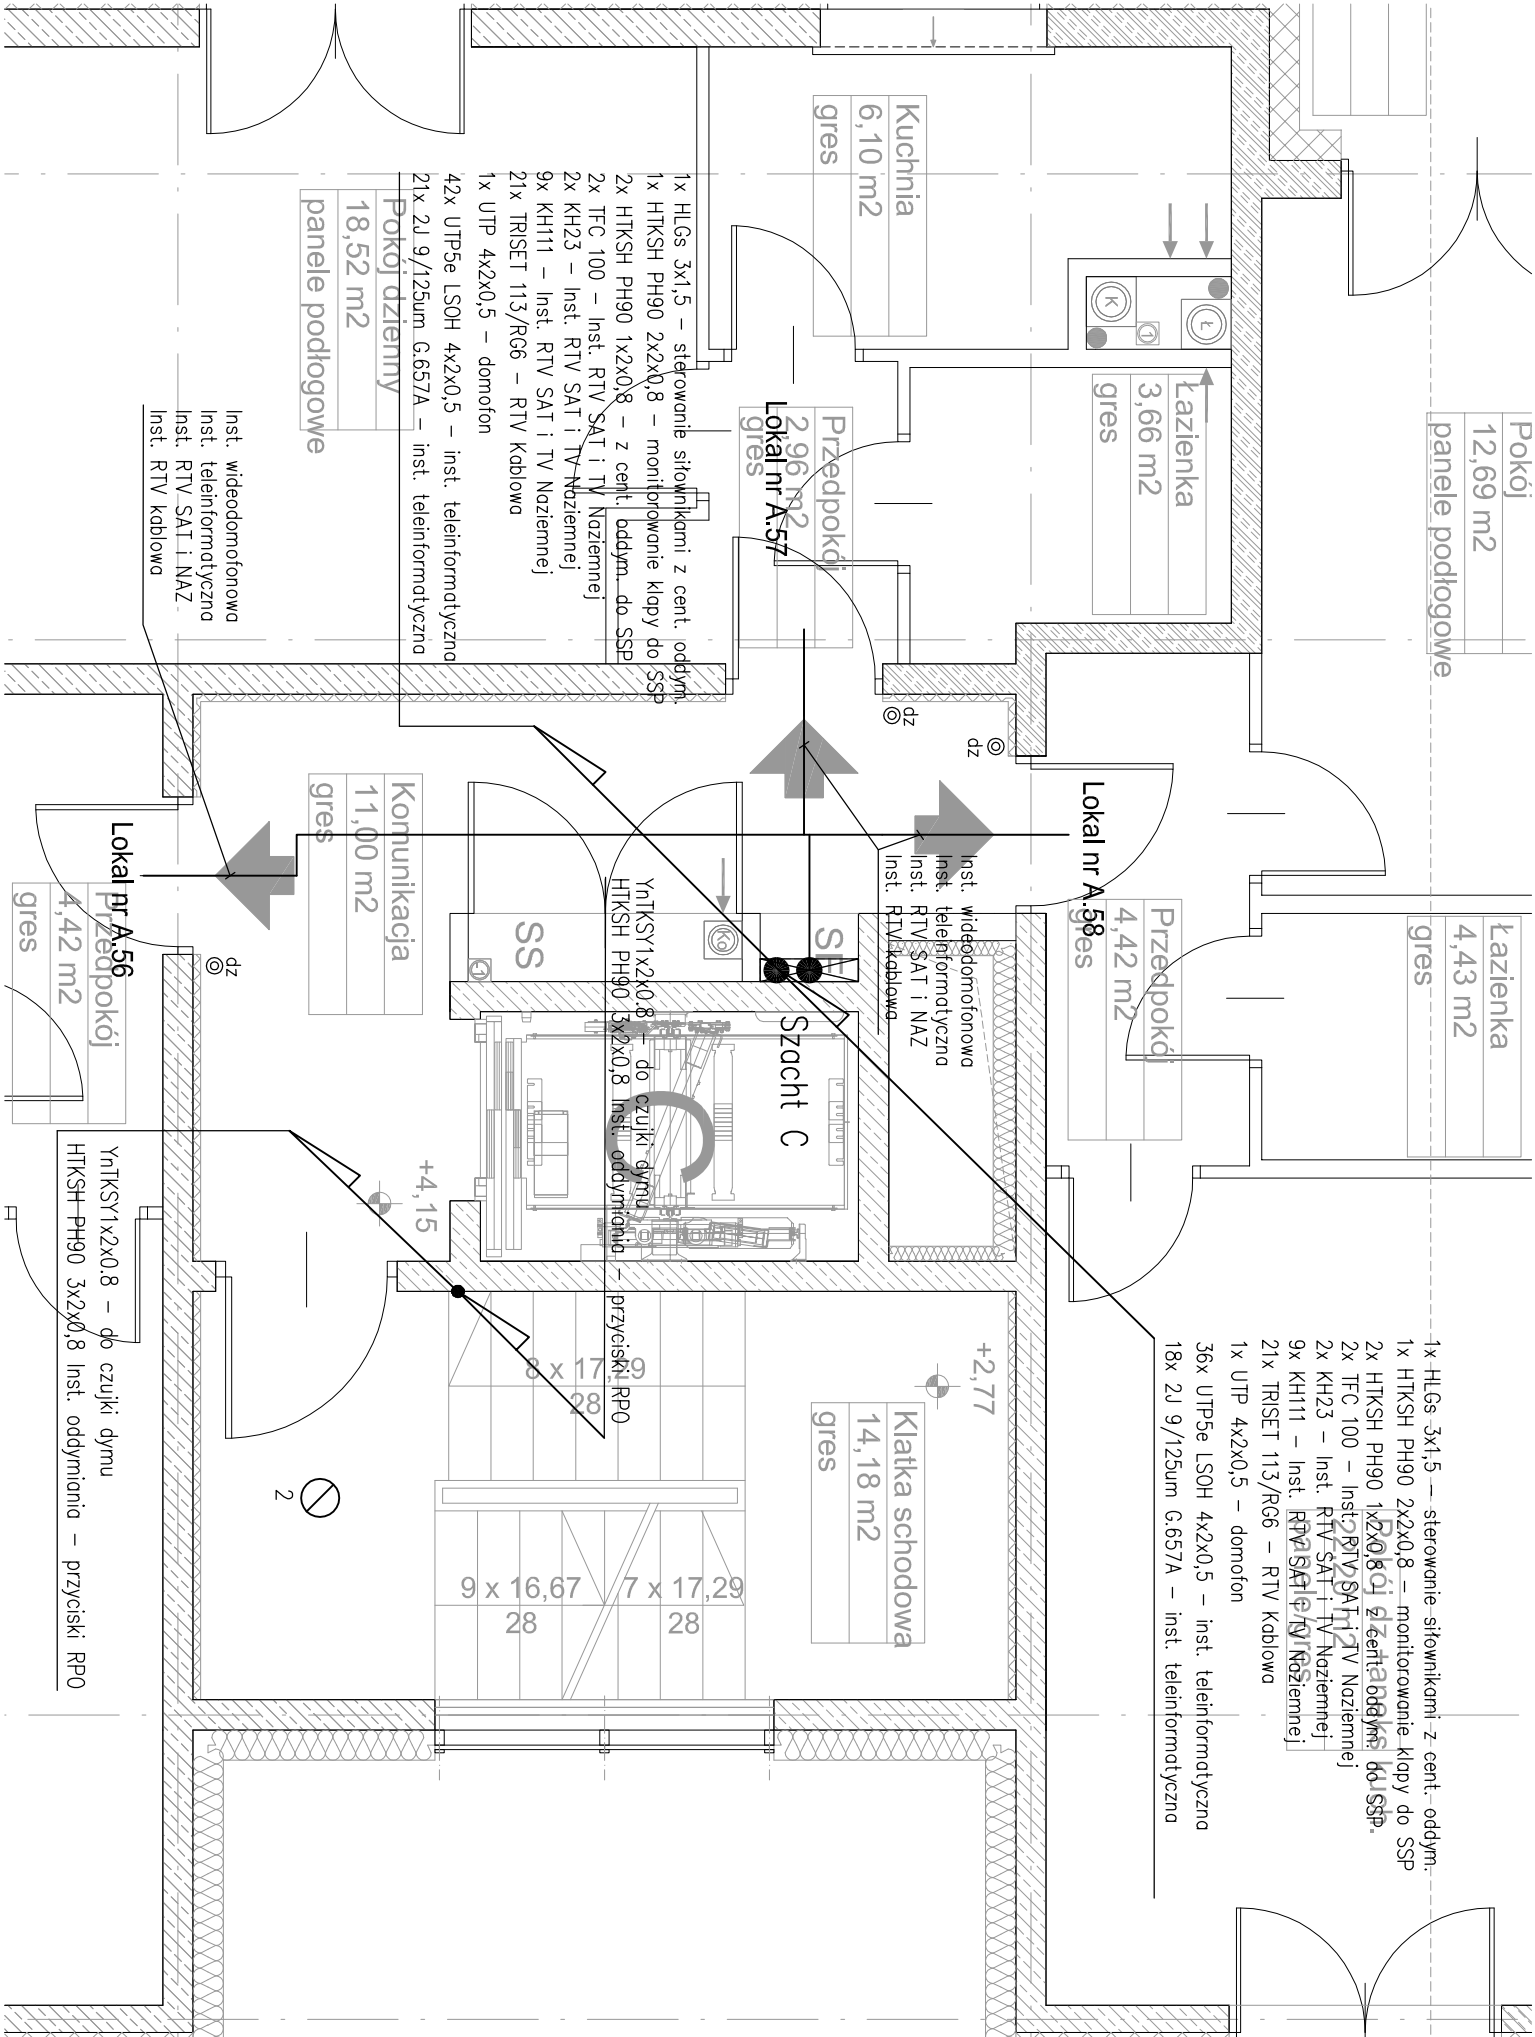 Kuchnia
6,10 m2
gres
Łazienka
3,66 m2
gres
Pokój
12,69 m2
panele podłogowe
K
Ł
1
Przedpokój
2,96 m2
gres
Lokal nr A.57
1x HLGs 3x1,5 – sterowanie siłownikami z cent. oddym.
1x HTKSH PH90 2x2x0,8 – monitorowanie klapy do SSP
2x HTKSH PH90 1x2x0,8 – z cent. oddym. do SSP
2x TFC 100 – Inst. RTV SAT i TV Naziemnej
2x KH23 – Inst. RTV SAT i TV Naziemnej
9x KH111 – Inst. RTV SAT i TV Naziemnej
21x TRISET 113/RG6 – RTV Kablowa
1x UTP 4x2x0,5 – domofon
42x UTP5e LSOH 4x2x0,5 – inst. teleinformatyczna
21x 2J 9/125um G.657A – inst. teleinformatyczna
Pokój dzienny
18,52 m2
panele podłogowe
Inst. wideodomofonowa
Inst. teleinformatyczna
Inst. RTV SAT i NAZ
Inst. RTV kablowa
dz
dz
Lokal nr A.58
Przedpokój
4,42 m2
gres
Łazienka
4,43 m2
gres
Inst. wideodomofonowa
Inst. teleinformatyczna
Inst. RTV SAT i NAZ
Inst. RTV kablowa
Komunikacja
11,00 m2
gres
Lokal nr A.56
Przedpokój
4,42 m2
gres
dz
SS
SE
Ko
Szacht C
C
YnTKSY1x2x0.8 – do czujki dymu
HTKSH PH90 3x2x0,8 Inst. oddymiania – przyciski RPO
+4,15
YnTKSY1x2x0.8 – do czujki dymu
HTKSH PH90 3x2x0,8 Inst. oddymiania – przyciski RPO
+2,77
8 x 17,29
28
Klatka schodowa
14,18 m2
gres
2
9 x 16,67
28
7 x 17,29
28
1x HLGs 3x1,5 – sterowanie siłownikami z cent. oddym.
1x HTKSH PH90 2x2x0,8 – monitorowanie klapy do SSP
2x HTKSH PH90 1x2x0,8 – z cent. oddym. do SSP
2x TFC 100 – Inst. RTV SAT i TV Naziemnej
2x KH23 – Inst. RTV SAT i TV Naziemnej
9x KH111 – Inst. RTV SAT i TV Naziemnej
21x TRISET 113/RG6 – RTV Kablowa
1x UTP 4x2x0,5 – domofon
36x UTP5e LSOH 4x2x0,5 – inst. teleinformatyczna
18x 2J 9/125um G.657A – inst. teleinformatyczna
Pokój dz.+aneks kuch.
panele/gres